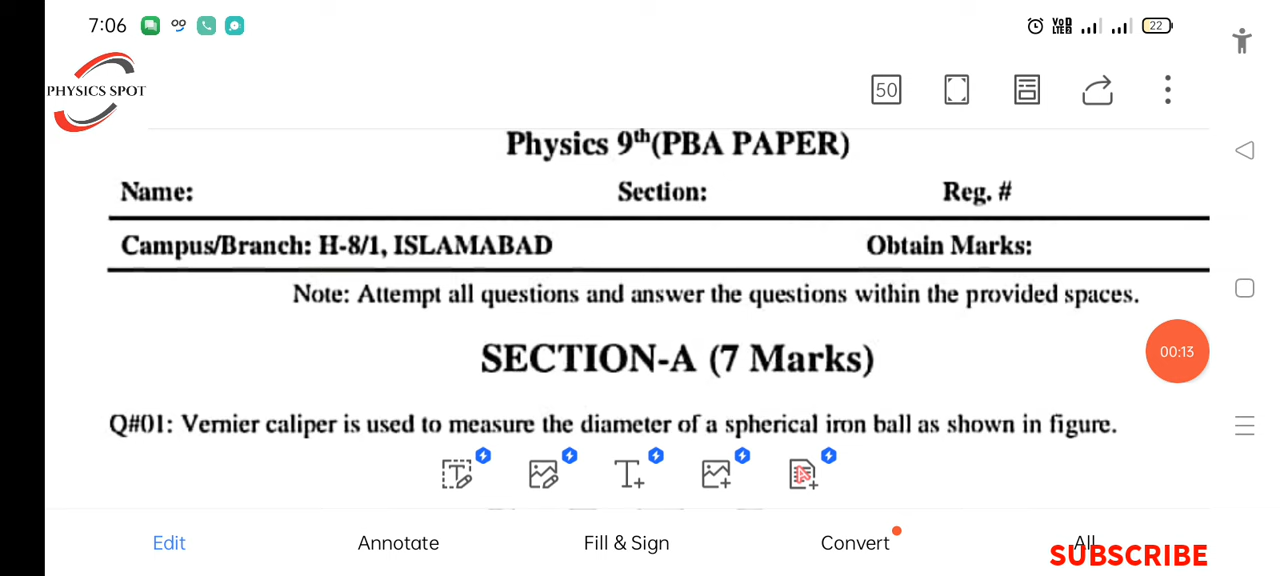 7:06
VoD
LTE
22
PHYSICS SPOT
50
Physics 9th(PBA PAPER)
Name: Section: Reg. #
Campus/Branch: H-8/1, ISLAMABAD Obtain Marks:
Note: Attempt all questions and answer the questions within the provided spaces.
SECTION-A (7 Marks)
00:13
Q#01: Vernier caliper is used to measure the diameter of a spherical iron ball as shown in figure.
Edit Annotate Fill & Sign Convert All
SUBSCRIBE